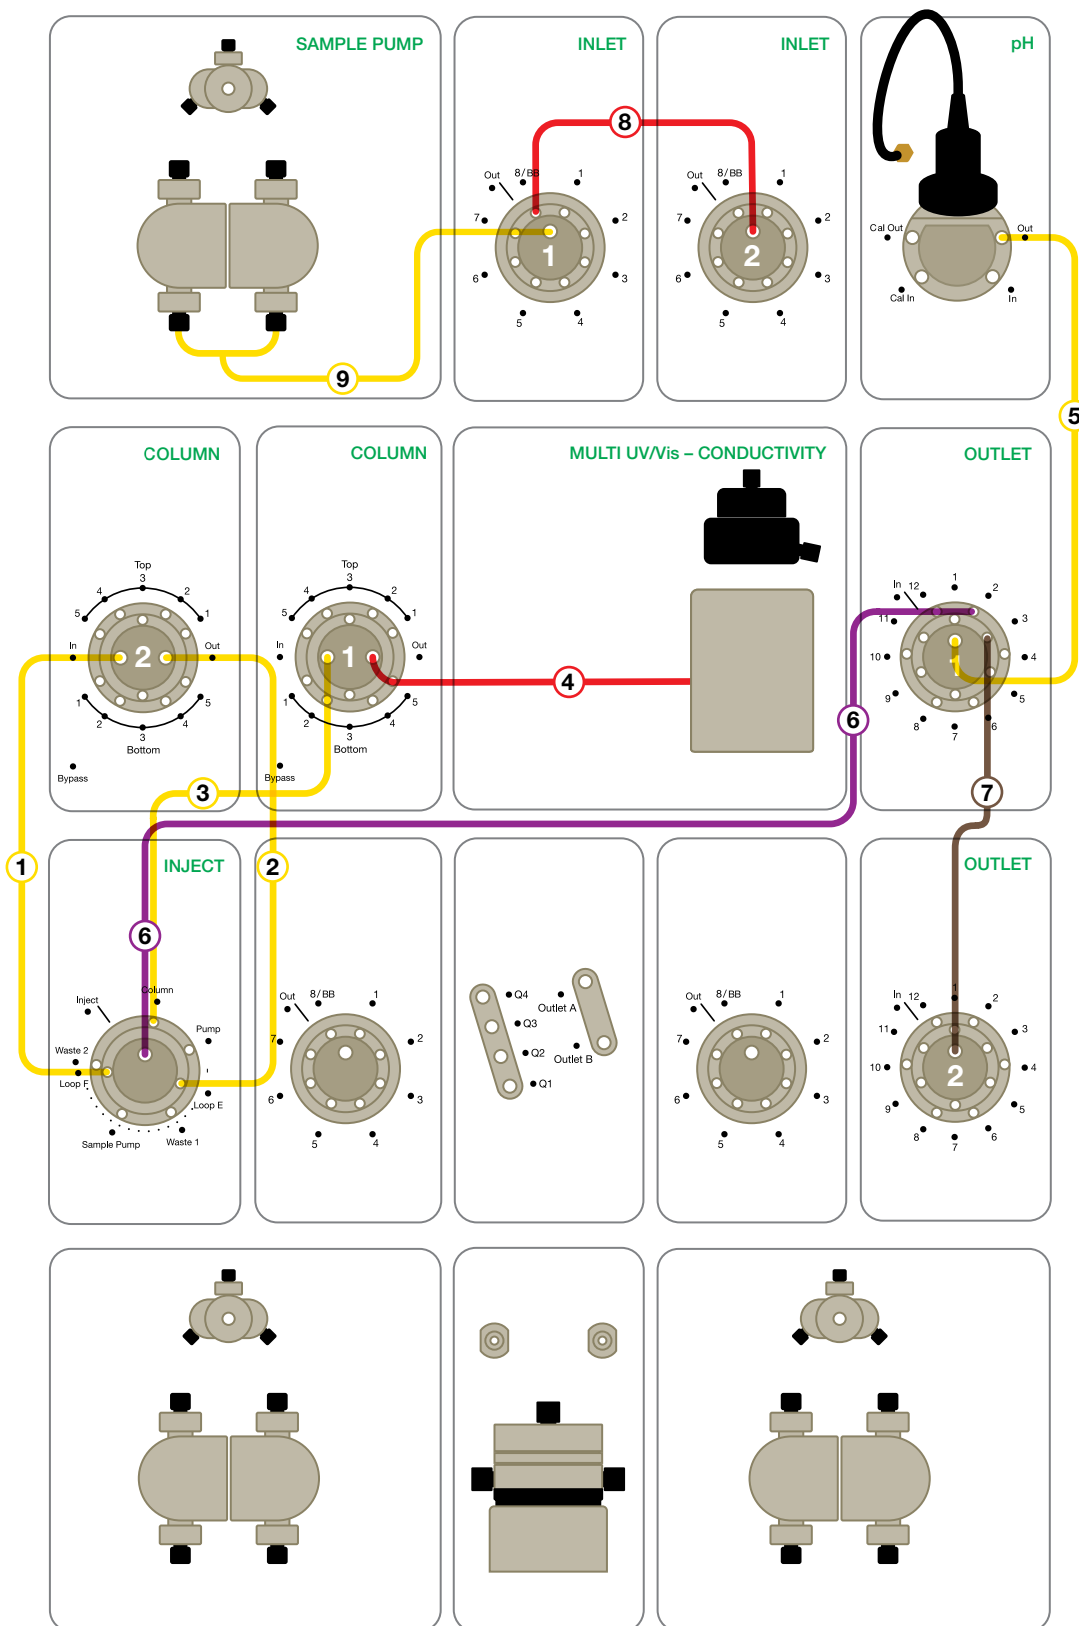 SAMPLE PUMP
INLET
INLET
pH
8
Out 8/BB 1
7 2
1
6 3
5 4
Out 8/BB 1
7 2
2
6 3
5 4
Cal Out
Out
Cal In
In
9
5
COLUMN
COLUMN
MULTI UV/Vis – CONDUCTIVITY
OUTLET
Top
3
4 2
5 1
In 2 Out
1 5
2 4
3
Bottom
Bypass
Top
3
4 2
5 1
In 1 Out
1 5
2 4
3
Bottom
Bypass
4
In 12 1 2
11 3
10 1 4
9 5
8 7 6
6
3
7
1
2
INJECT
OUTLET
6
Inject
Column
Pump
Waste 2
Loop F
Loop E
Sample Pump
Waste 1
Out 8/BB 1
7 2
6 3
5 4
Q4
Outlet A
Q3
Q2
Outlet B
Q1
Out 8/BB 1
7 2
6 3
5 4
In 12 1 2
11 3
10 2 4
9 5
8 7 6